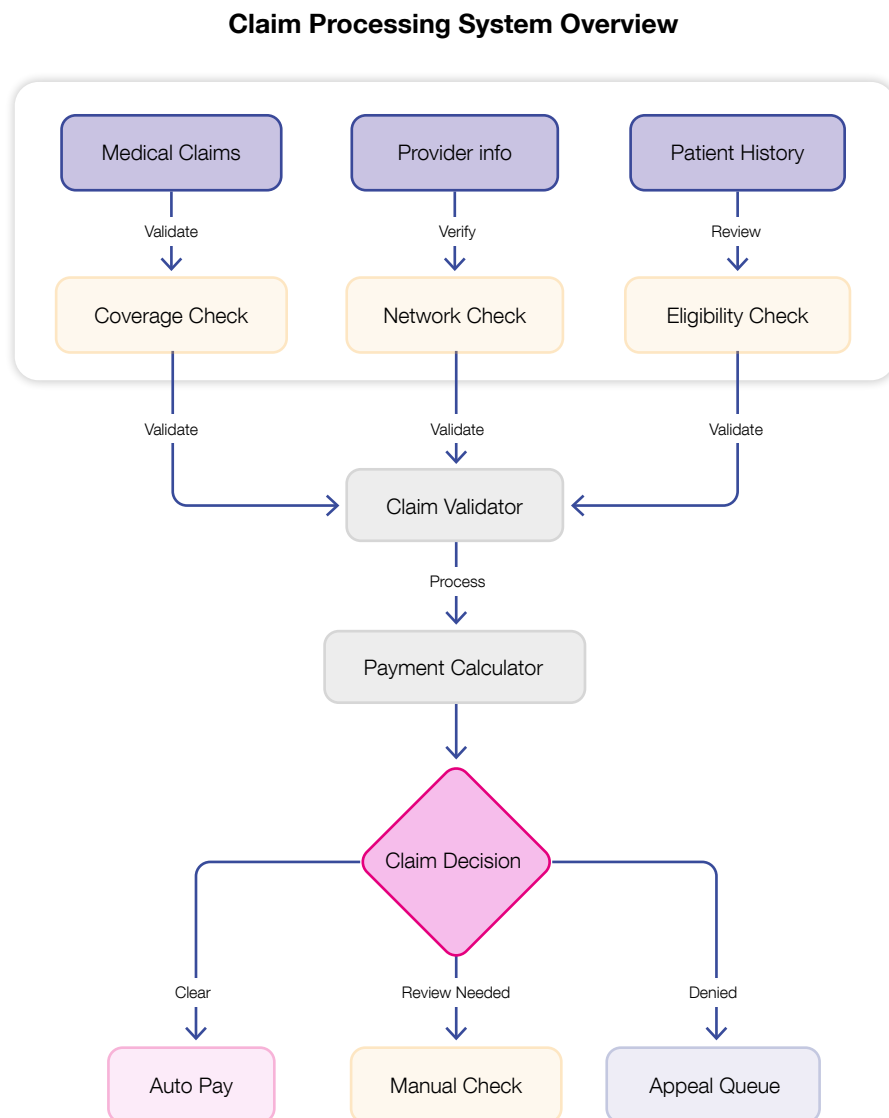 Claim Processing System Overview
Medical Claims
Provider info
Patient History
Validate
Verify
Review
Coverage Check
Network Check
Eligibility Check
Validate
Validate
Validate
Claim Validator
Process
Payment Calculator
Claim Decision
Clear
Review Needed
Denied
Auto Pay
Manual Check
Appeal Queue